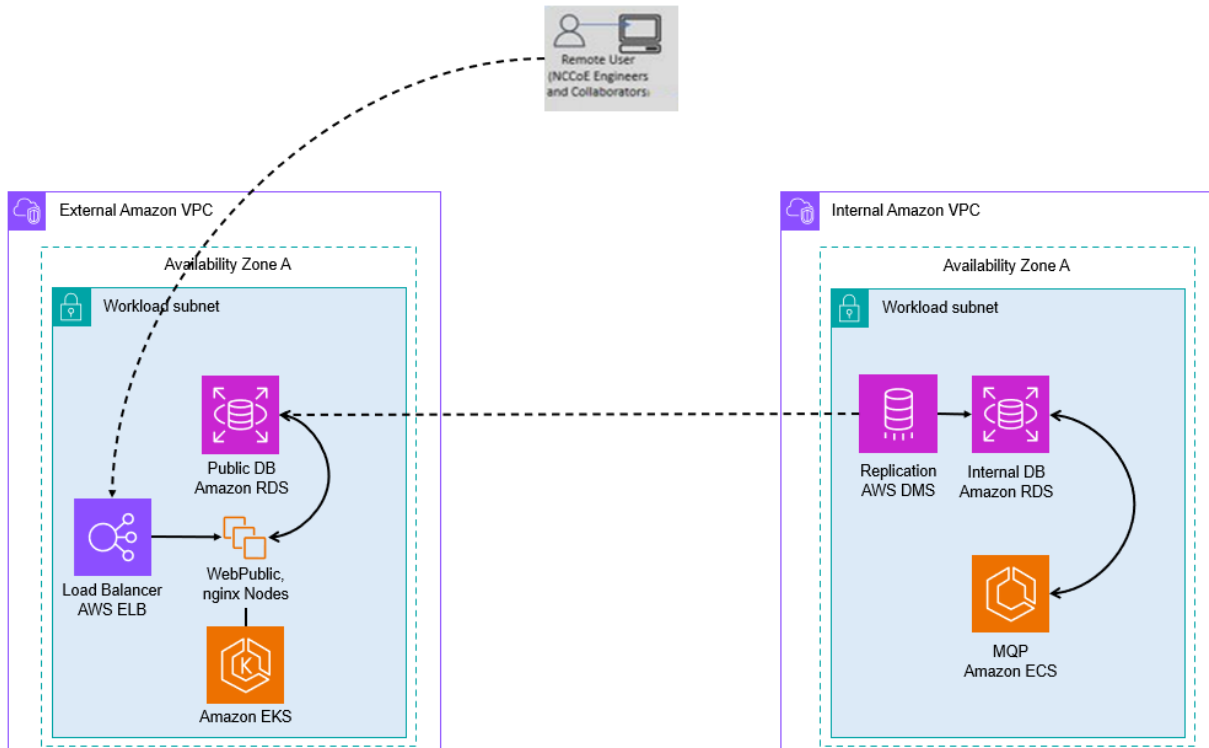 Remote User
(NCCoE Engineers
and Collaborators)
External Amazon VPC
Availability Zone A
Workload subnet
Public DB
Amazon RDS
Load Balancer
AWS ELB
WebPublic,
nginx Nodes
K
Amazon EKS
Internal Amazon VPC
Availability Zone A
Workload subnet
Replication
AWS DMS
Internal DB
Amazon RDS
MQP
Amazon ECS